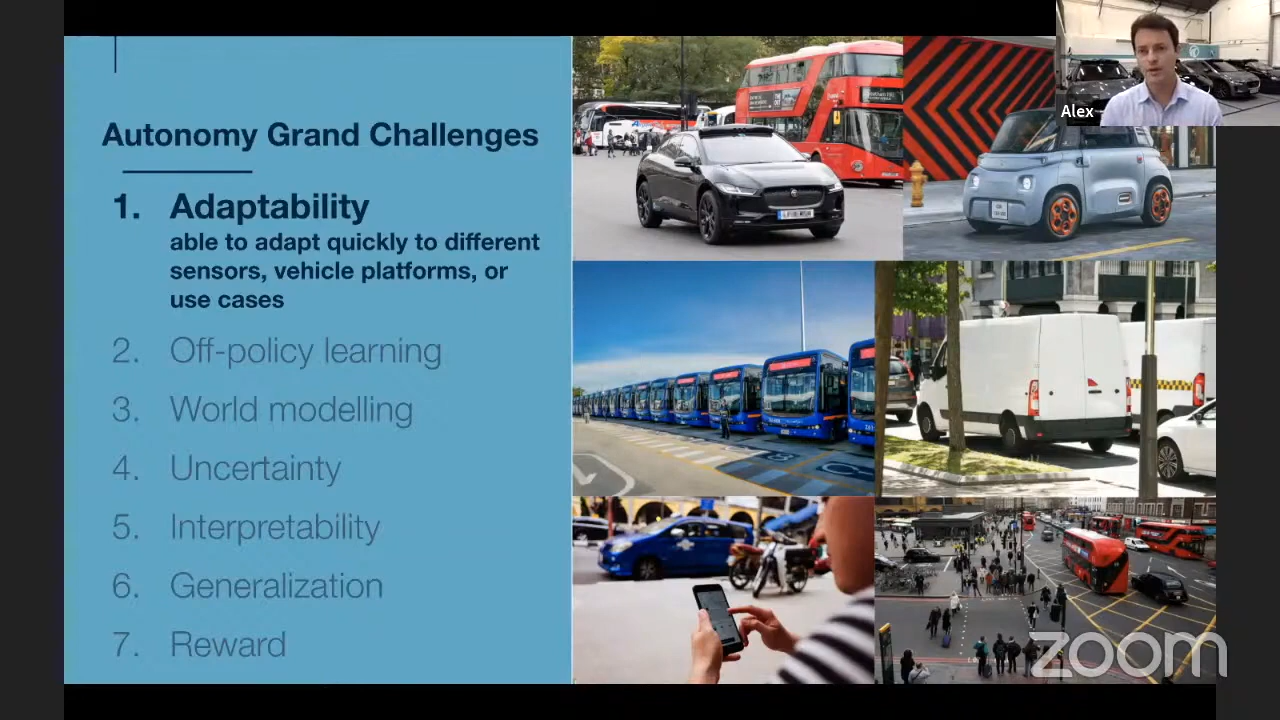 Autonomy Grand Challenges
1. Adaptability
able to adapt quickly to different
sensors, vehicle platforms, or
use cases
2. Off-policy learning
3. World modelling
4. Uncertainty
5. Interpretability
6. Generalization
7. Reward
Alex
zoom